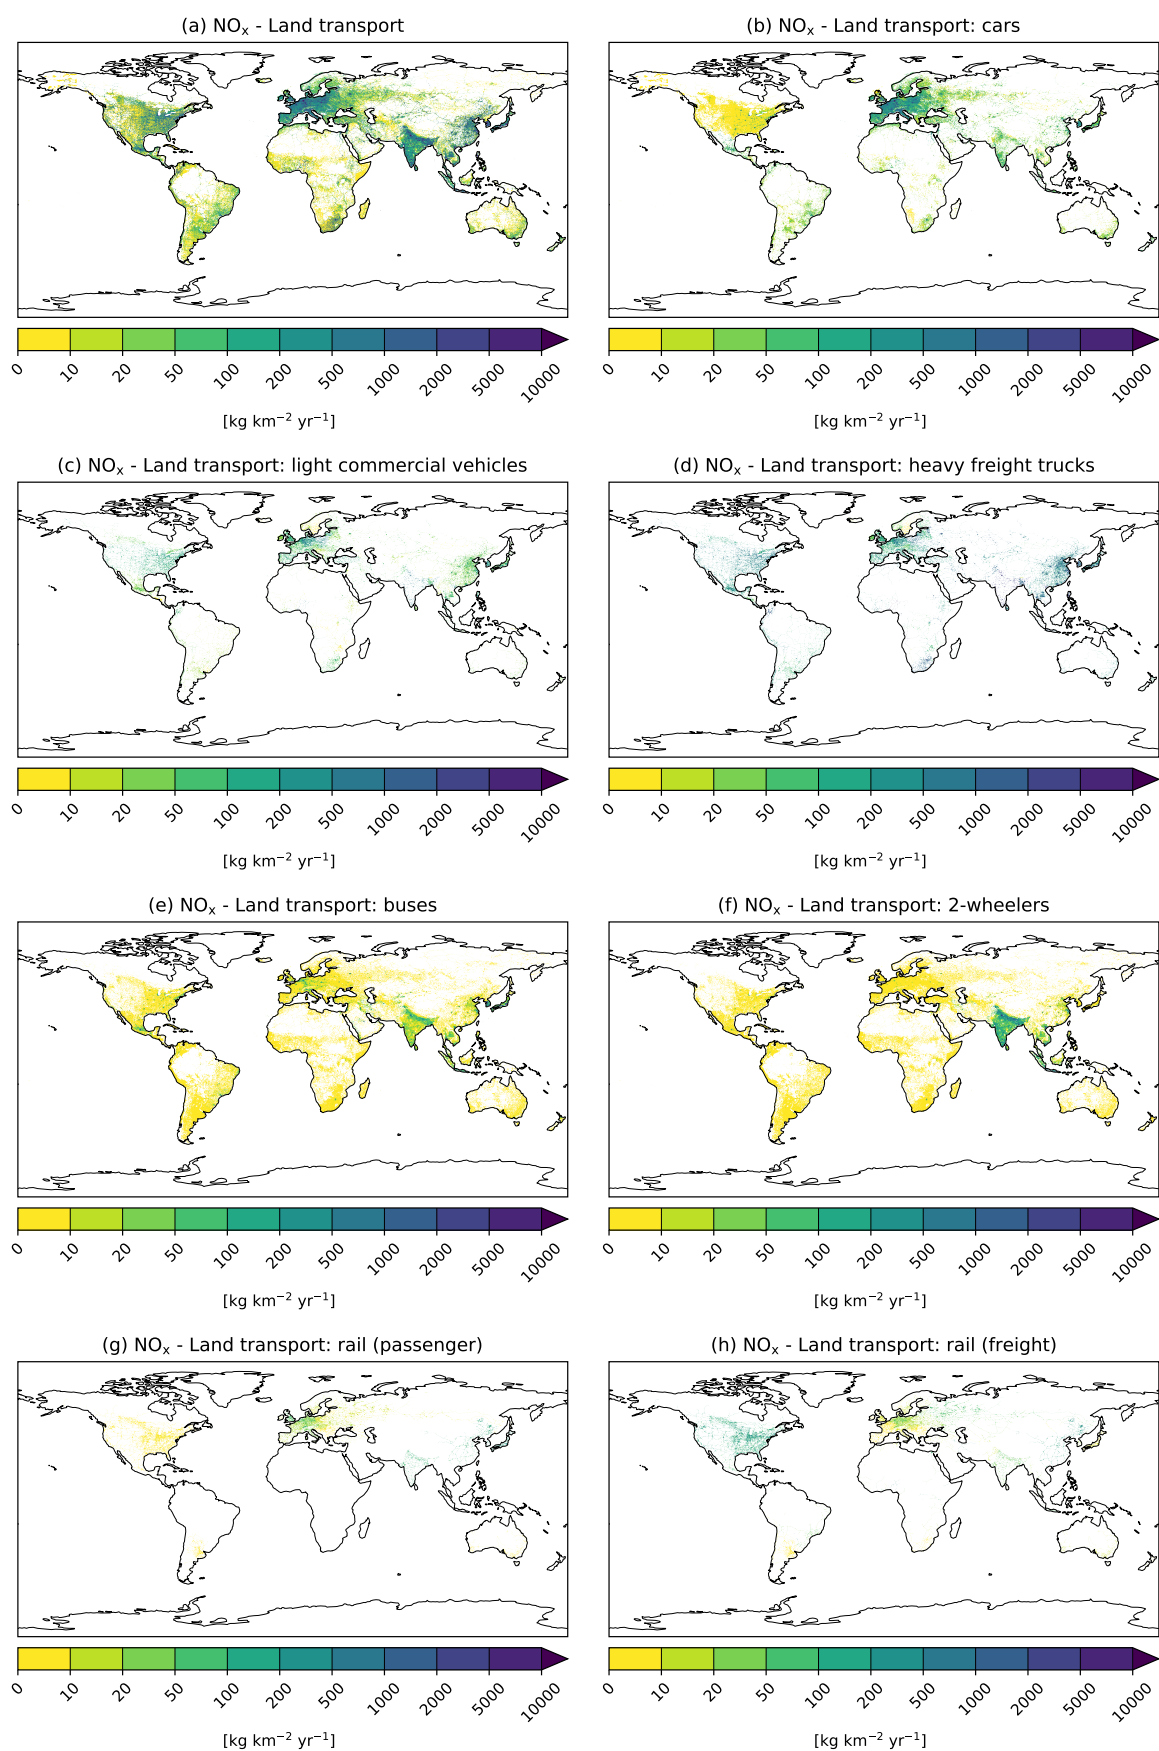 (a) NOx - Land transport
(b) NOx - Land transport: cars
0 10 20 50 100 200 500 1000 2000 5000 10000
0 10 20 50 100 200 500 1000 2000 5000 10000
[kg km−2 yr−1]
[kg km−2 yr−1]
(c) NOx - Land transport: light commercial vehicles
(d) NOx - Land transport: heavy freight trucks
0 10 20 50 100 200 500 1000 2000 5000 10000
0 10 20 50 100 200 500 1000 2000 5000 10000
[kg km−2 yr−1]
[kg km−2 yr−1]
(e) NOx - Land transport: buses
(f) NOx - Land transport: 2-wheelers
0 10 20 50 100 200 500 1000 2000 5000 10000
0 10 20 50 100 200 500 1000 2000 5000 10000
[kg km−2 yr−1]
[kg km−2 yr−1]
(g) NOx - Land transport: rail (passenger)
(h) NOx - Land transport: rail (freight)
0 10 20 50 100 200 500 1000 2000 5000 10000
0 10 20 50 100 200 500 1000 2000 5000 10000
[kg km−2 yr−1]
[kg km−2 yr−1]